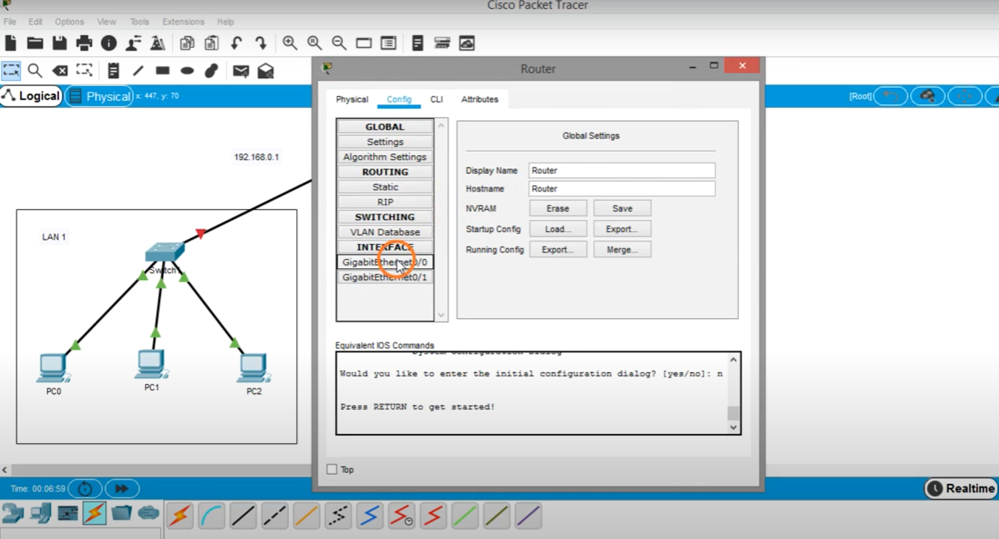 Cisco Packet Tracer
File Edit Options View Tools Extensions Help
Router
Logical Physical x: 447, y: 70
[Root]
Physical Config CLI Attributes
GLOBAL
Settings
Algorithm Settings
ROUTING
Static
RIP
SWITCHING
VLAN Database
INTERFACE
GigabitEthernet0/0
GigabitEthernet0/1
Global Settings
Display Name Router
Hostname Router
NVRAM Erase Save
Startup Config Load... Export...
Running Config Export... Merge...
192.168.0.1
LAN 1
Switch
PC0
PC1
PC2
Equivalent IOS Commands
System Configuration Dialog
Would you like to enter the initial configuration dialog? [yes/no]: n
Press RETURN to get started!
Top
Time: 00:06:59
Realtime